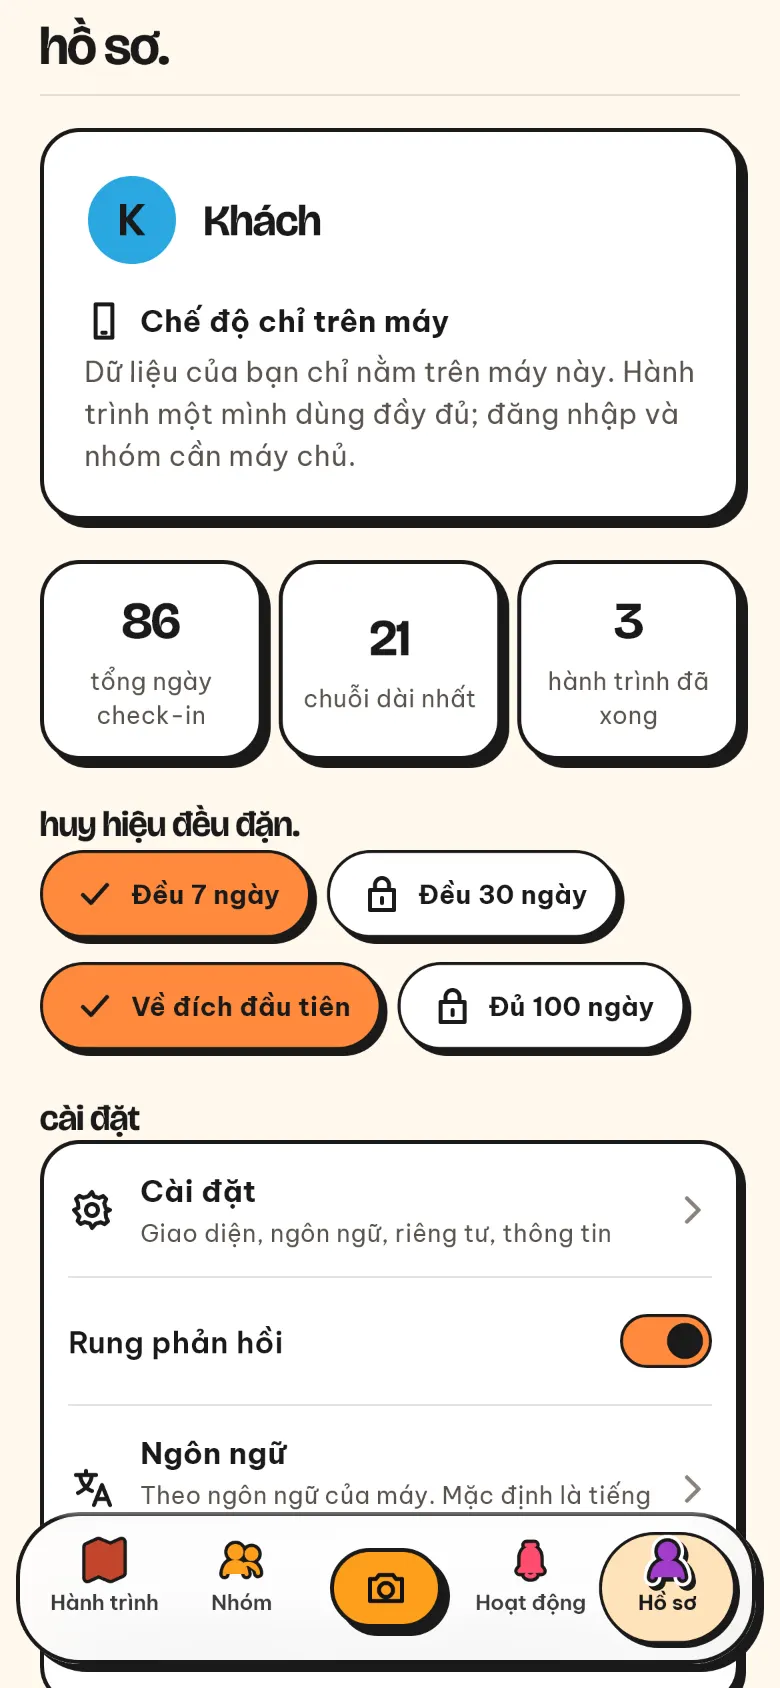 hồ sơ.
K
Khách
Chế độ chỉ trên máy
Dữ liệu của bạn chỉ nằm trên máy này. Hành
trình một mình dùng đầy đủ; đăng nhập và
nhóm cần máy chủ.
86
tổng ngày
check-in
21
chuỗi dài nhất
3
hành trình đã
xong
huy hiệu đều đặn.
Đều 7 ngày
Đều 30 ngày
Về đích đầu tiên
Đủ 100 ngày
cài đặt
Cài đặt
Giao diện, ngôn ngữ, riêng tư, thông tin
Rung phản hồi
Ngôn ngữ
Theo ngôn ngữ của máy. Mặc định là tiếng
Hành trình
Nhóm
Hoạt động
Hồ sơ